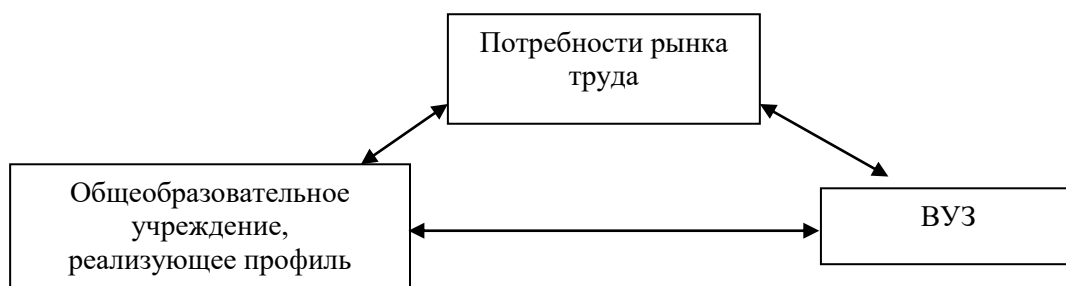 Потребности рынка
труда
Общеобразовательное
учреждение,
реализующее профиль
ВУЗ